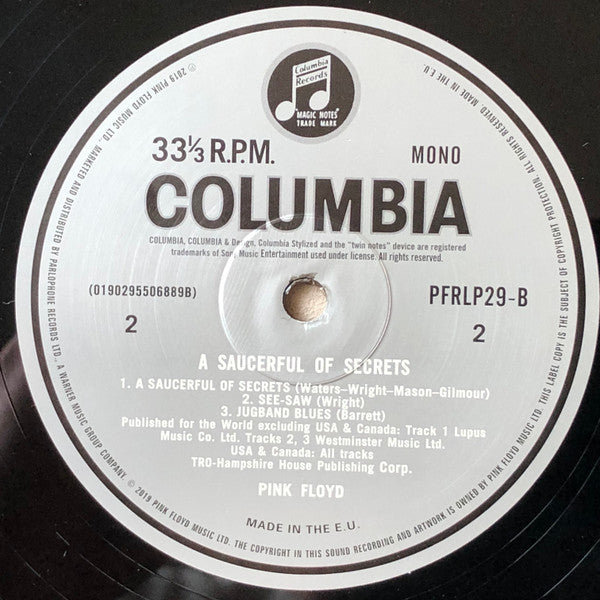 Columbia
Records
"MAGIC NOTES"
TRADE MARK
33⅓ R.P.M.
MONO
COLUMBIA
COLUMBIA, COLUMBIA & Design, Columbia Stylized and the "twin notes" device are registered
trademarks of Sony Music Entertainment used under license. All rights reserved.
(0190295506889B)
PFRLP29-B
2
2
A SAUCERFUL OF SECRETS
1. A SAUCERFUL OF SECRETS (Waters–Wright–Mason–Gilmour)
2. SEE-SAW (Wright)
3. JUGBAND BLUES (Barrett)
Published for the World excluding USA & Canada: Track 1 Lupus
Music Co. Ltd. Tracks 2, 3 Westminster Music Ltd.
USA & Canada: All tracks
TRO-Hampshire House Publishing Corp.
PINK FLOYD
MADE IN THE E.U.
℗ 2019 PINK FLOYD MUSIC LTD. MARKETED AND DISTRIBUTED BY PARLOPHONE RECORDS LTD., A WARNER MUSIC GROUP COMPANY. © 2019 PINK FLOYD MUSIC LTD. THE COPYRIGHT IN THIS SOUND RECORDING AND ARTWORK IS OWNED BY PINK FLOYD MUSIC LTD. THIS LABEL COPY IS THE SUBJECT OF COPYRIGHT PROTECTION. ALL RIGHTS RESERVED. MADE IN THE E.U.